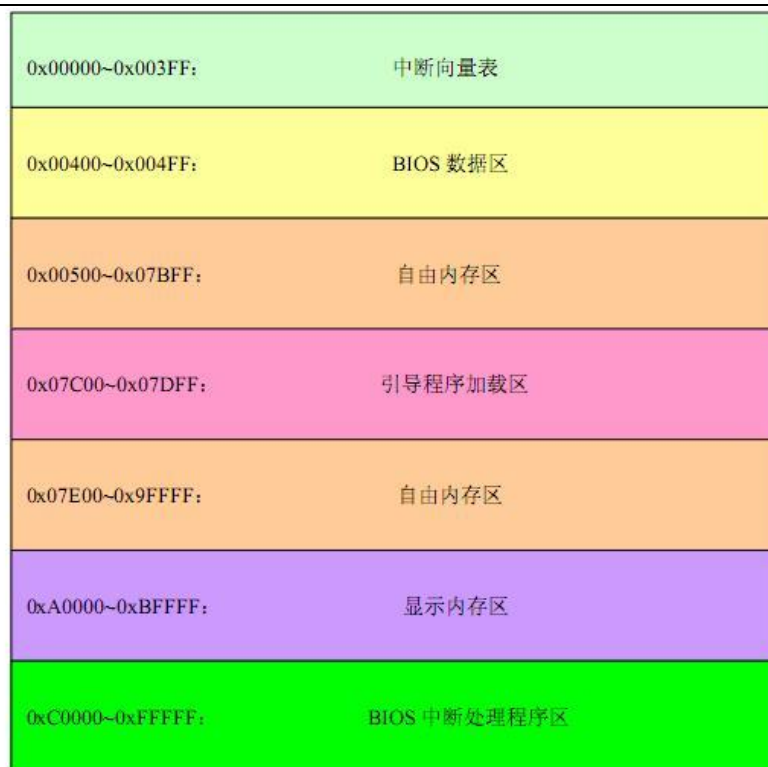 0x00000~0x003FF: 中断向量表
0x00400~0x004FF: BIOS 数据区
0x00500~0x07BFF: 自由内存区
0x07C00~0x07DFF: 引导程序加载区
0x07E00~0x9FFFF: 自由内存区
0xA0000~0xBFFFF: 显示内存区
0xC0000~0xFFFFF: BIOS 中断处理程序区